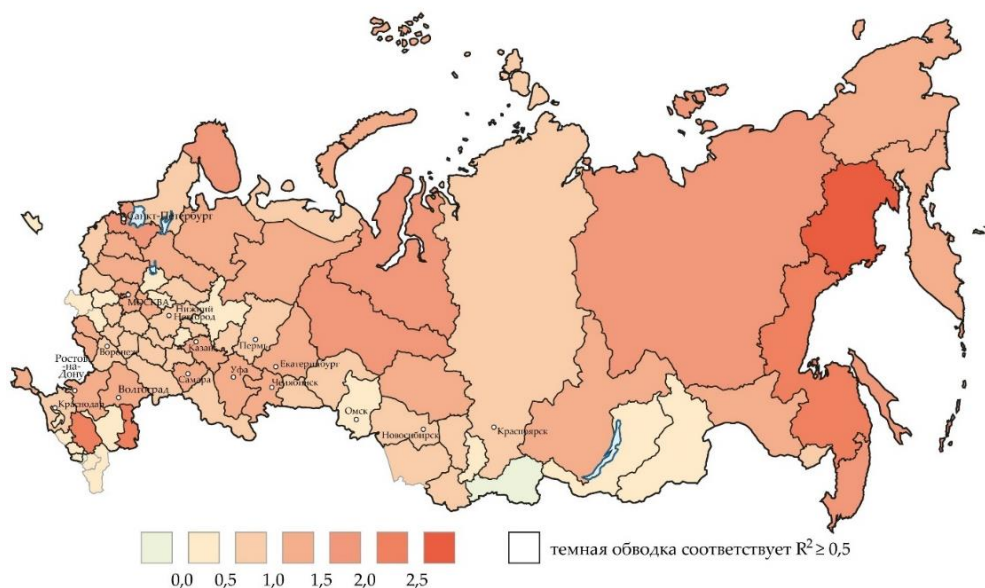 Санкт-Петербург
МОСКВА
Нижний
Новгород
Казань
Пермь
Воронеж
Ростов
-на-
Дону
Екатеринбург
Уфа
Челябинск
Самара
Волгоград
Краснодар
Омск
Новосибирск
Красноярск
0,0 0,5 1,0 1,5 2,0 2,5
темная обводка соответствует R² ≥ 0,5